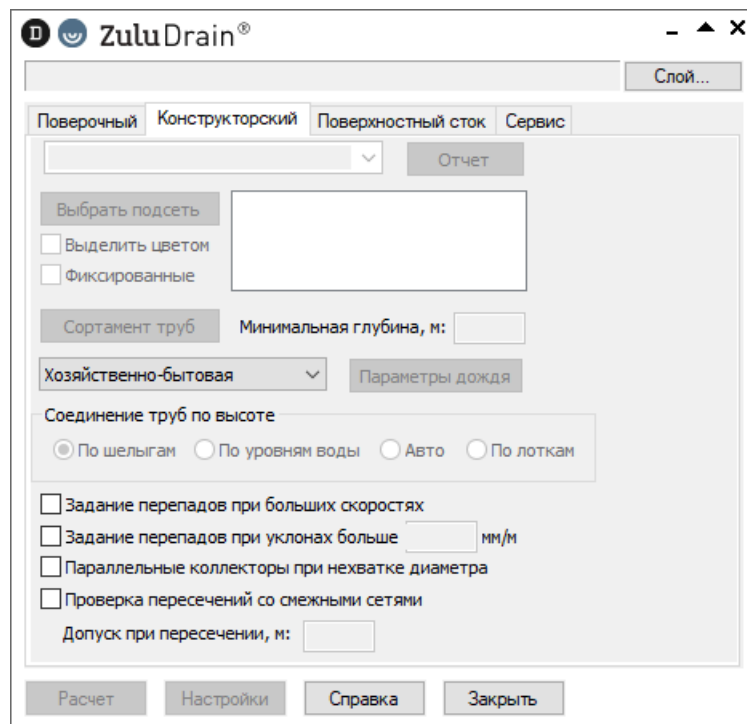 D ZuluDrain®
Слой...
Поверочный Конструкторский Поверхностный сток Сервис
Отчет
Выбрать подсеть
Выделить цветом
Фиксированные
Сортамент труб Минимальная глубина, м:
Хозяйственно-бытовая Параметры дождя
Соединение труб по высоте
По шелыгам По уровням воды Авто По лоткам
Задание перепадов при больших скоростях
Задание перепадов при уклонах больше мм/м
Параллельные коллекторы при нехватке диаметра
Проверка пересечений со смежными сетями
Допуск при пересечении, м:
Расчет Настройки Справка Закрыть